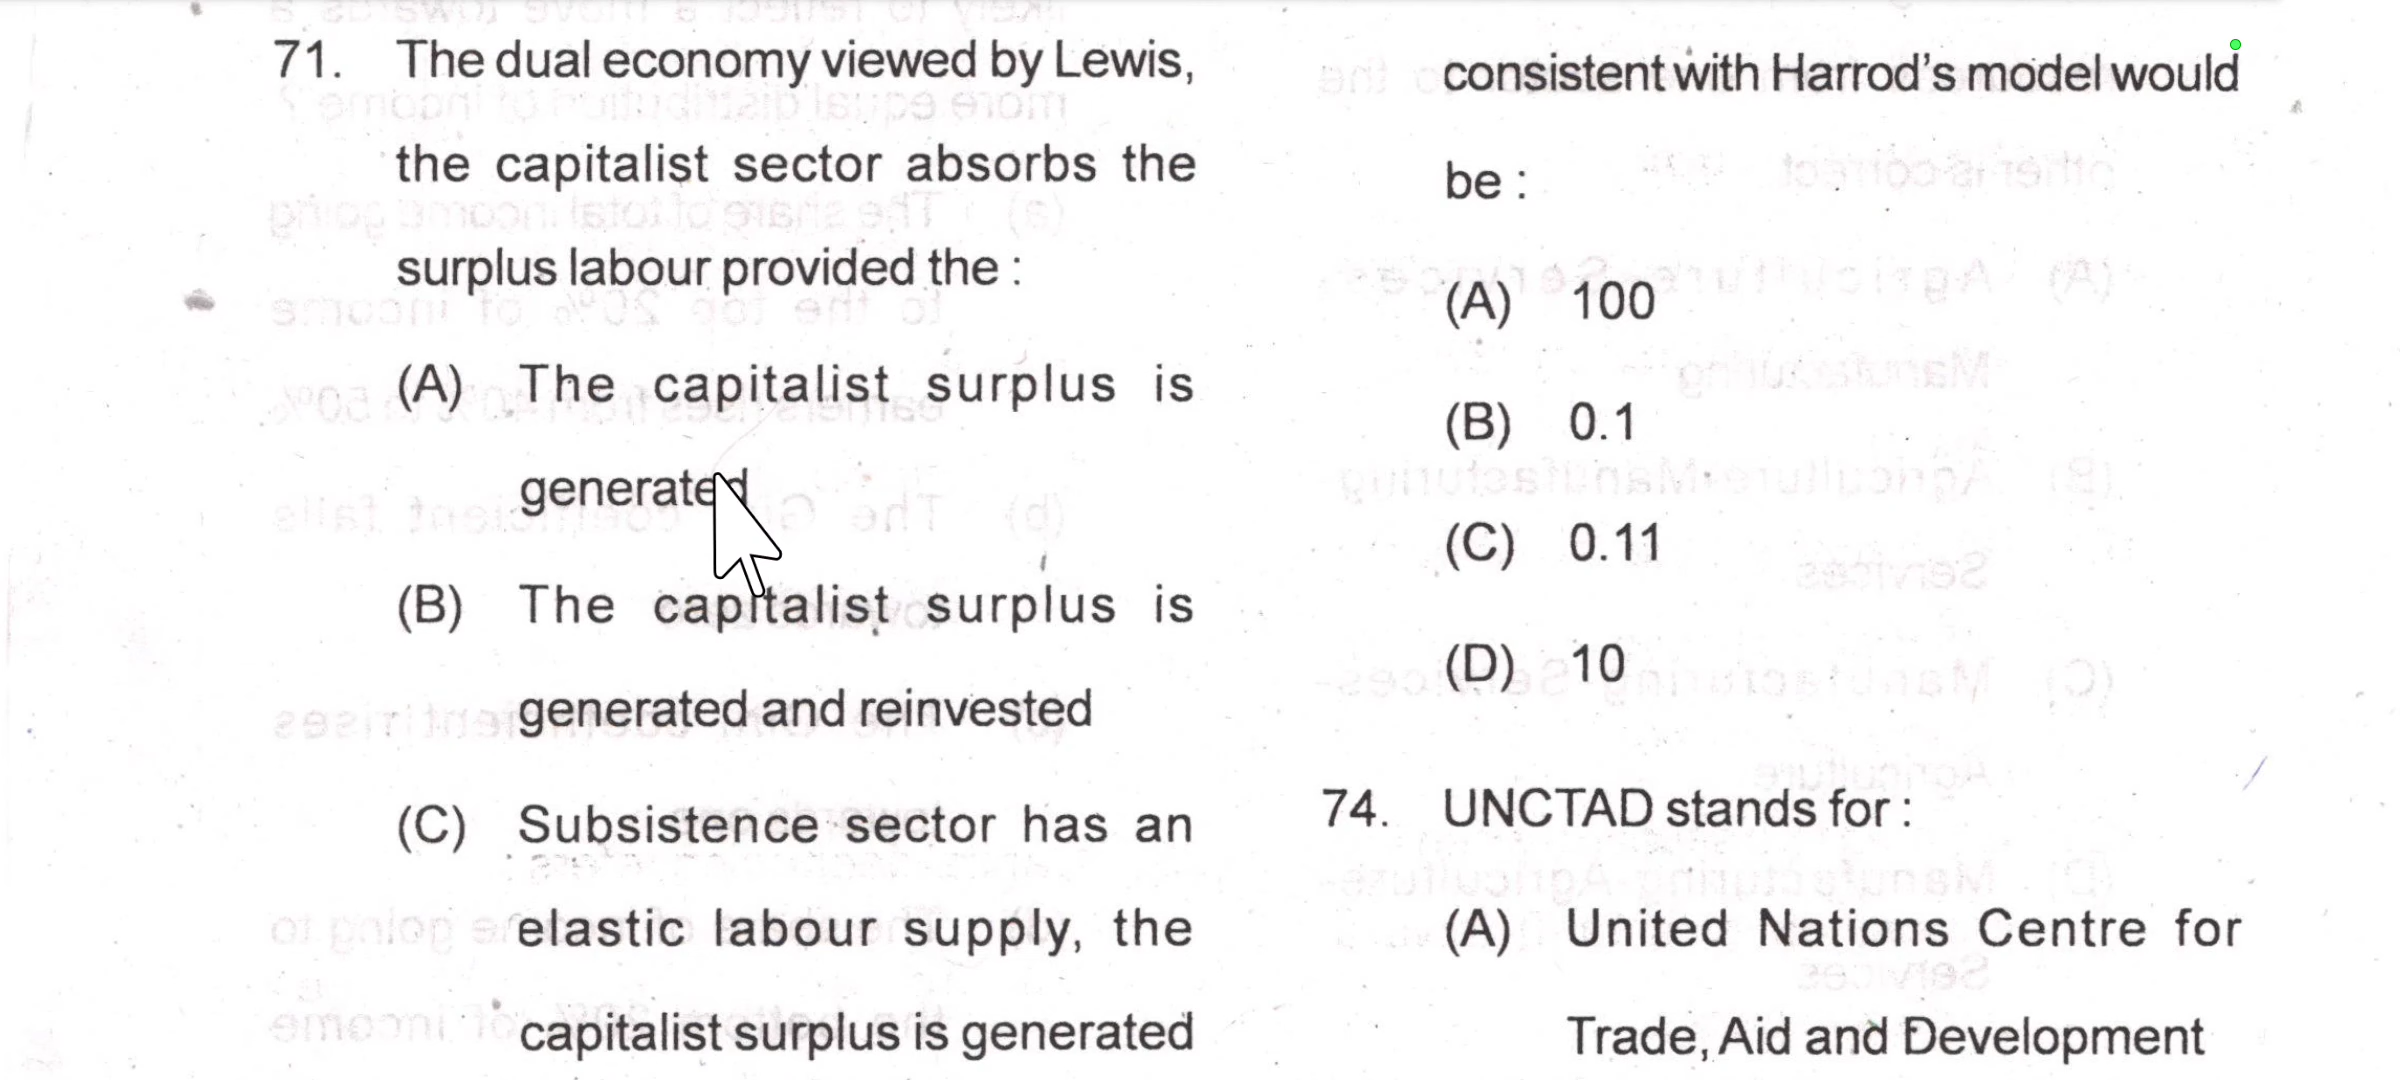 71. The dual economy viewed by Lewis,
the capitalist sector absorbs the
surplus labour provided the :
(A) The capitalist surplus is
generated
(B) The capitalist surplus is
generated and reinvested
(C) Subsistence sector has an
elastic labour supply, the
capitalist surplus is generated
consistent with Harrod's model would
be :
(A) 100
(B) 0.1
(C) 0.11
(D) 10
74. UNCTAD stands for :
(A) United Nations Centre for
Trade, Aid and Development